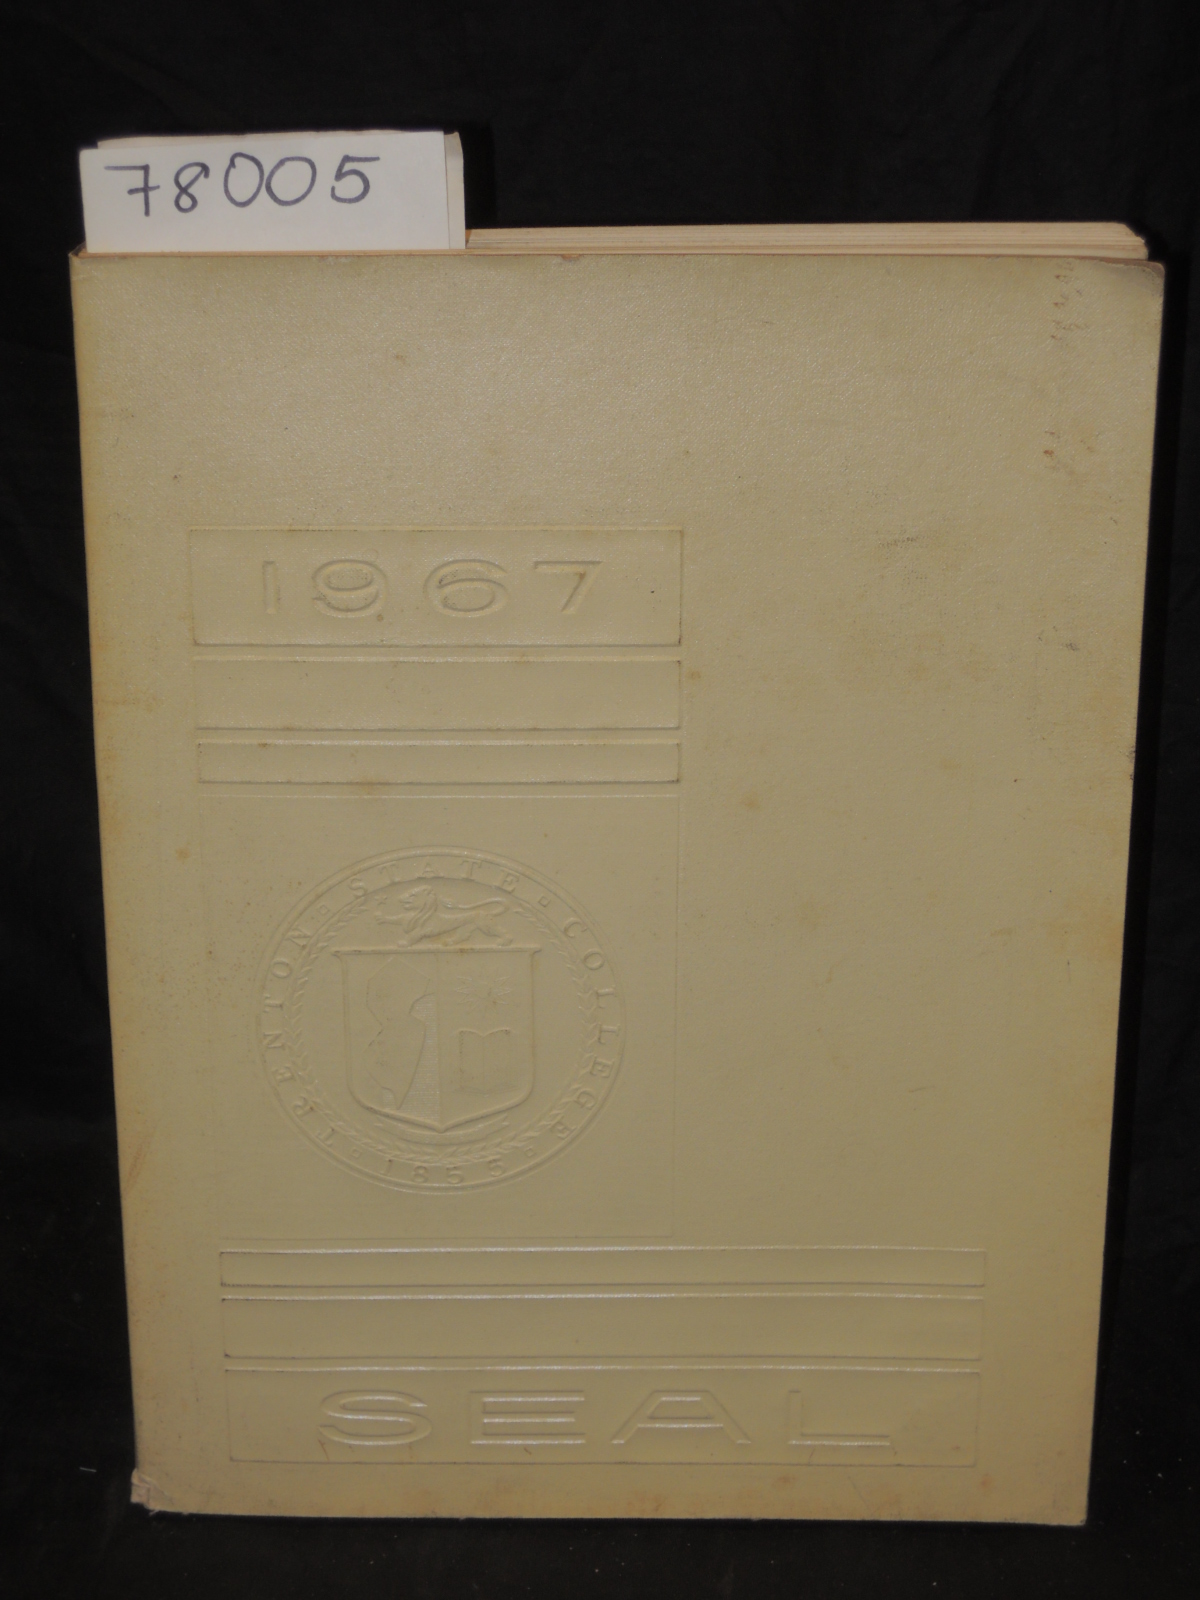 78005
1967
TRENTON · STATE · COLLEGE
· 1855 ·
SEAL